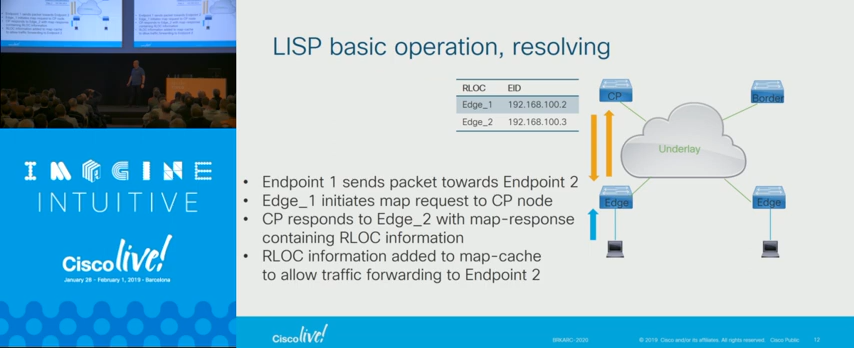 LISP basic operation, resolving
RLOC EID
Edge_1 192.168.100.2
Edge_2 192.168.100.3
CP
Border
Underlay
Edge
Edge
• Endpoint 1 sends packet towards Endpoint 2
• Edge_1 initiates map request to CP node
• CP responds to Edge_2 with map-response
containing RLOC information
• RLOC information added to map-cache
to allow traffic forwarding to Endpoint 2
IMAGINE
INTUITIVE
Cisco live!
January 28 - February 1, 2019 • Barcelona
Cisco live!
BRKARC-2020
© 2019 Cisco and/or its affiliates. All rights reserved. Cisco Public
12